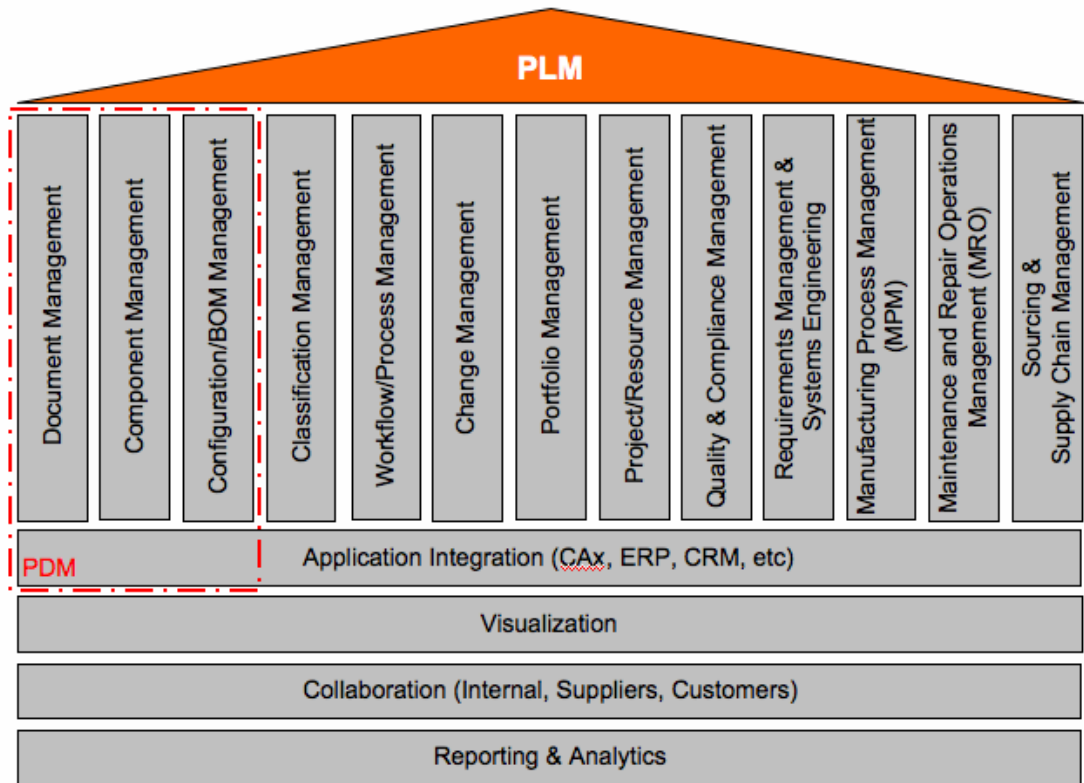 PLM
Document Management
Component Management
Configuration/BOM Management
Classification Management
Workflow/Process Management
Change Management
Portfolio Management
Project/Resource Management
Quality & Compliance Management
Requirements Management &
Systems Engineering
Manufacturing Process Management
(MPM)
Maintenance and Repair Operations
Management (MRO)
Sourcing &
Supply Chain Management
PDM
Application Integration (CAx, ERP, CRM, etc)
Visualization
Collaboration (Internal, Suppliers, Customers)
Reporting & Analytics